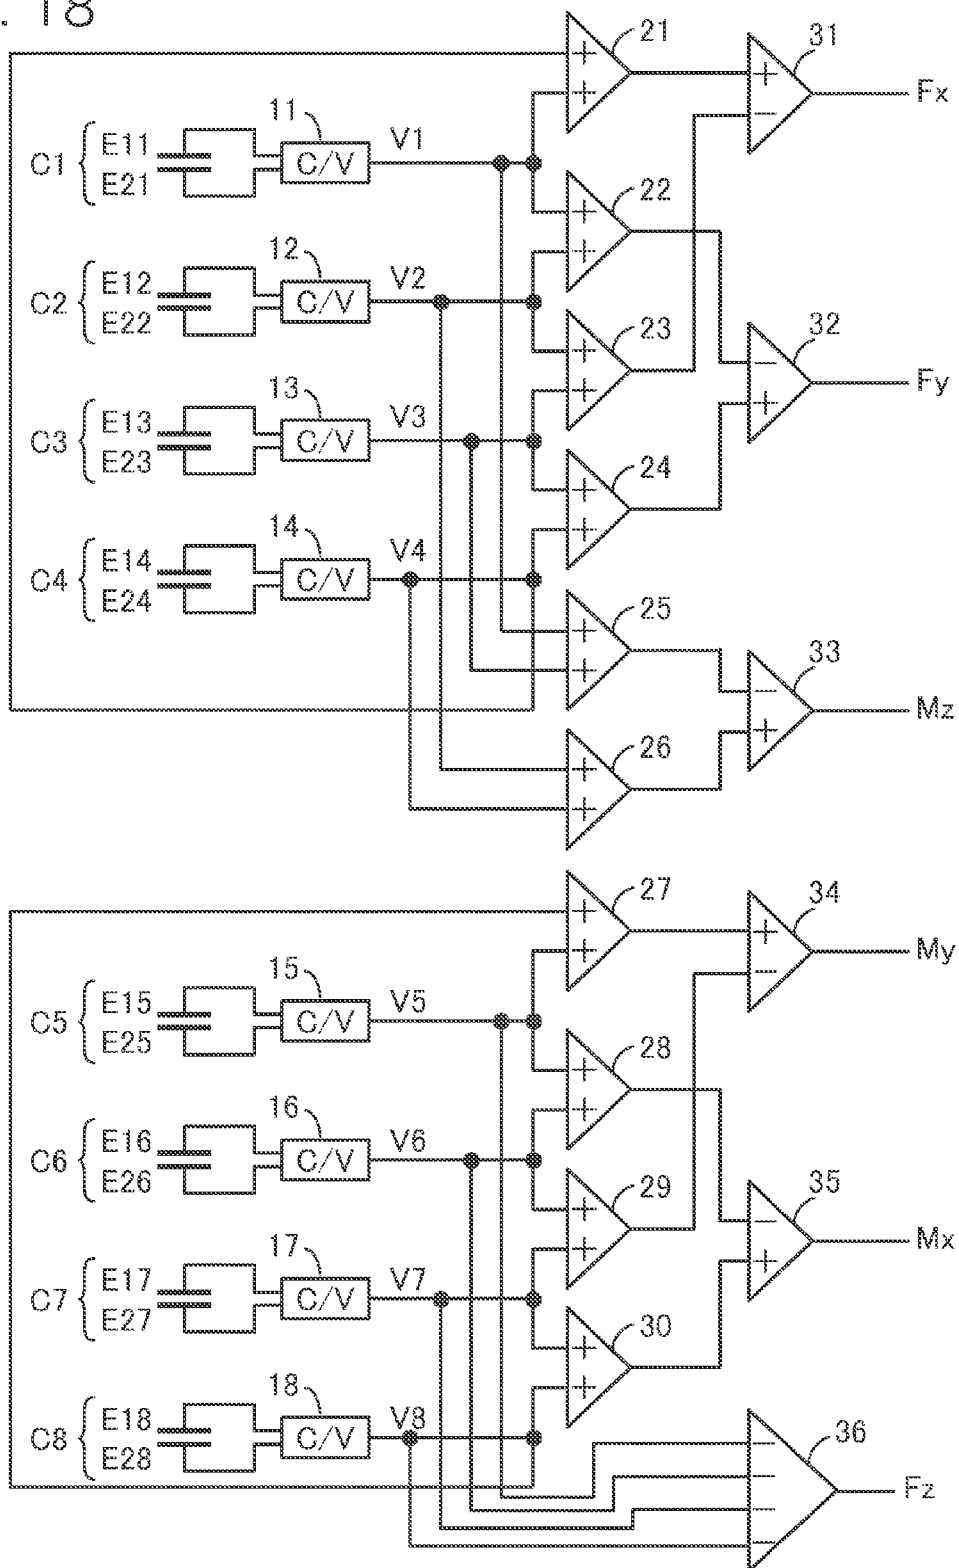 . 18
21
31
Fx
C1 { E11 E21 11 C/V V1
22
C2 { E12 E22 12 C/V V2
23
32
Fy
C3 { E13 E23 13 C/V V3
24
C4 { E14 E24 14 C/V V4
25
33
Mz
26
27
34
My
C5 { E15 E25 15 C/V V5
28
C6 { E16 E26 16 C/V V6
29
35
Mx
C7 { E17 E27 17 C/V V7
30
C8 { E18 E28 18 C/V V8
36
Fz